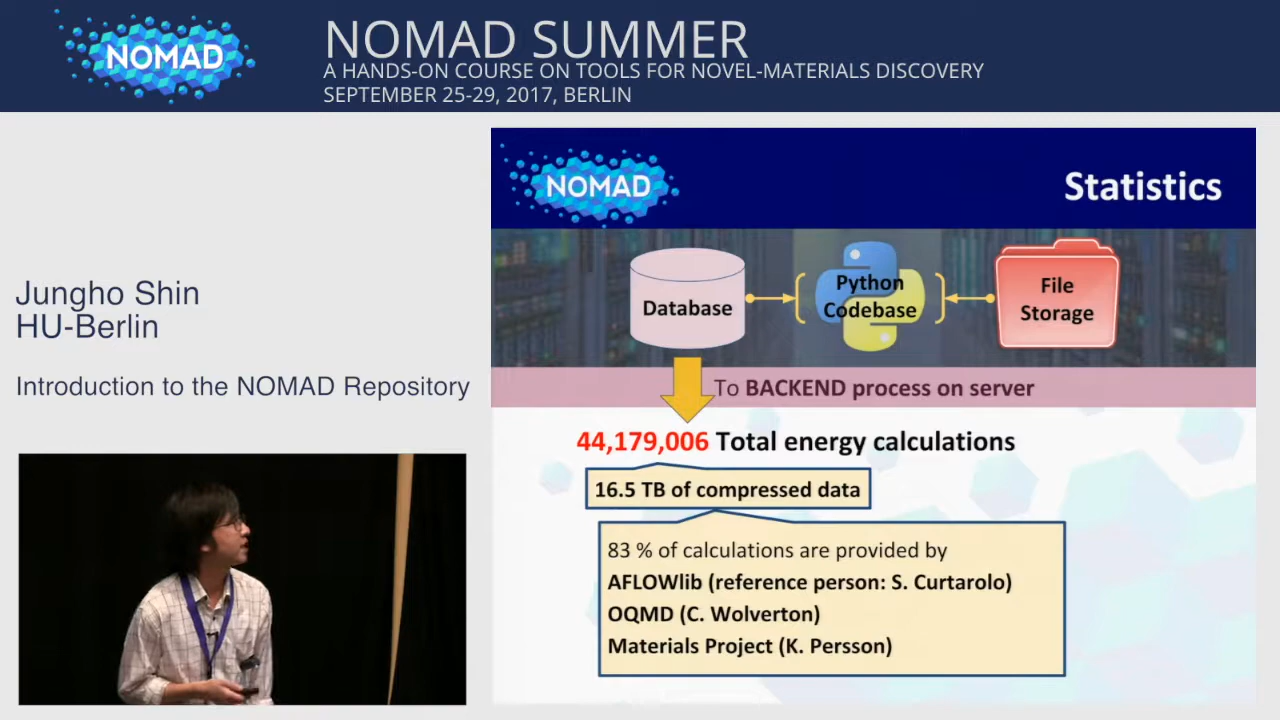 NOMAD
NOMAD SUMMER
A HANDS-ON COURSE ON TOOLS FOR NOVEL-MATERIALS DISCOVERY
SEPTEMBER 25-29, 2017, BERLIN
Jungho Shin
HU-Berlin
Introduction to the NOMAD Repository
NOMAD
Statistics
Database
Python
Codebase
File
Storage
To BACKEND process on server
44,179,006 Total energy calculations
16.5 TB of compressed data
83 % of calculations are provided by
AFLOWlib (reference person: S. Curtarolo)
OQMD (C. Wolverton)
Materials Project (K. Persson)